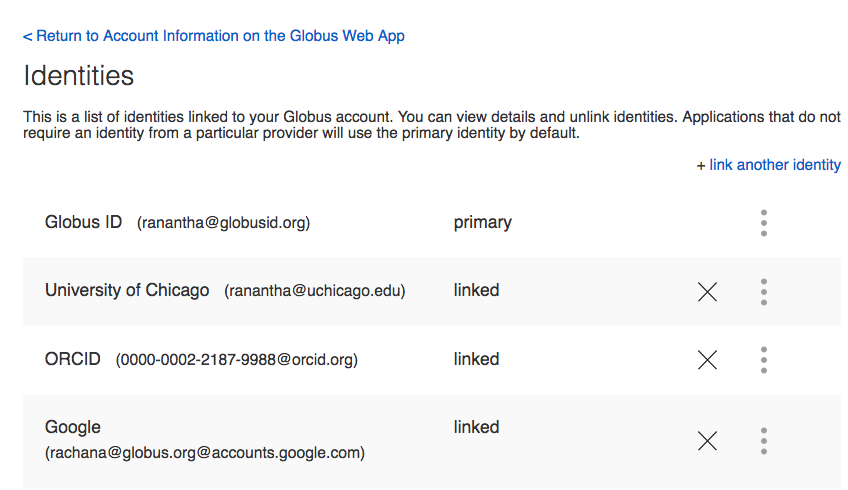 < Return to Account Information on the Globus Web App
Identities
This is a list of identities linked to your Globus account. You can view details and unlink identities. Applications that do not
require an identity from a particular provider will use the primary identity by default.
+ link another identity
Globus ID (ranantha@globusid.org) primary
University of Chicago (ranantha@uchicago.edu) linked
ORCID (0000-0002-2187-9988@orcid.org) linked
Google linked
(rachana@globus.org@accounts.google.com)